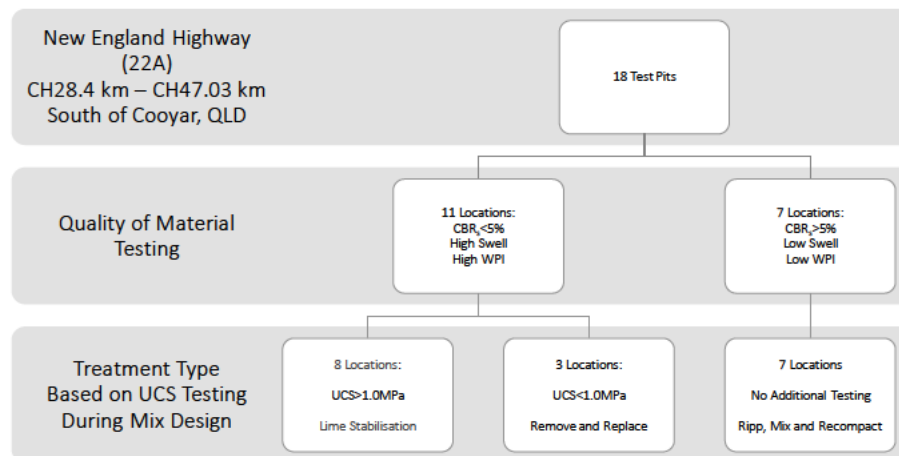 New England Highway
(22A)
CH28.4 km – CH47.03 km
South of Cooyar, QLD
18 Test Pits
Quality of Material
Testing
11 Locations:
CBRs<5%
High Swell
High WPI
7 Locations:
CBRs>5%
Low Swell
Low WPI
Treatment Type
Based on UCS Testing
During Mix Design
8 Locations:
UCS>1.0MPa
Lime Stabilisation
3 Locations:
UCS<1.0MPa
Remove and Replace
7 Locations
No Additional Testing
Ripp, Mix and Recompact